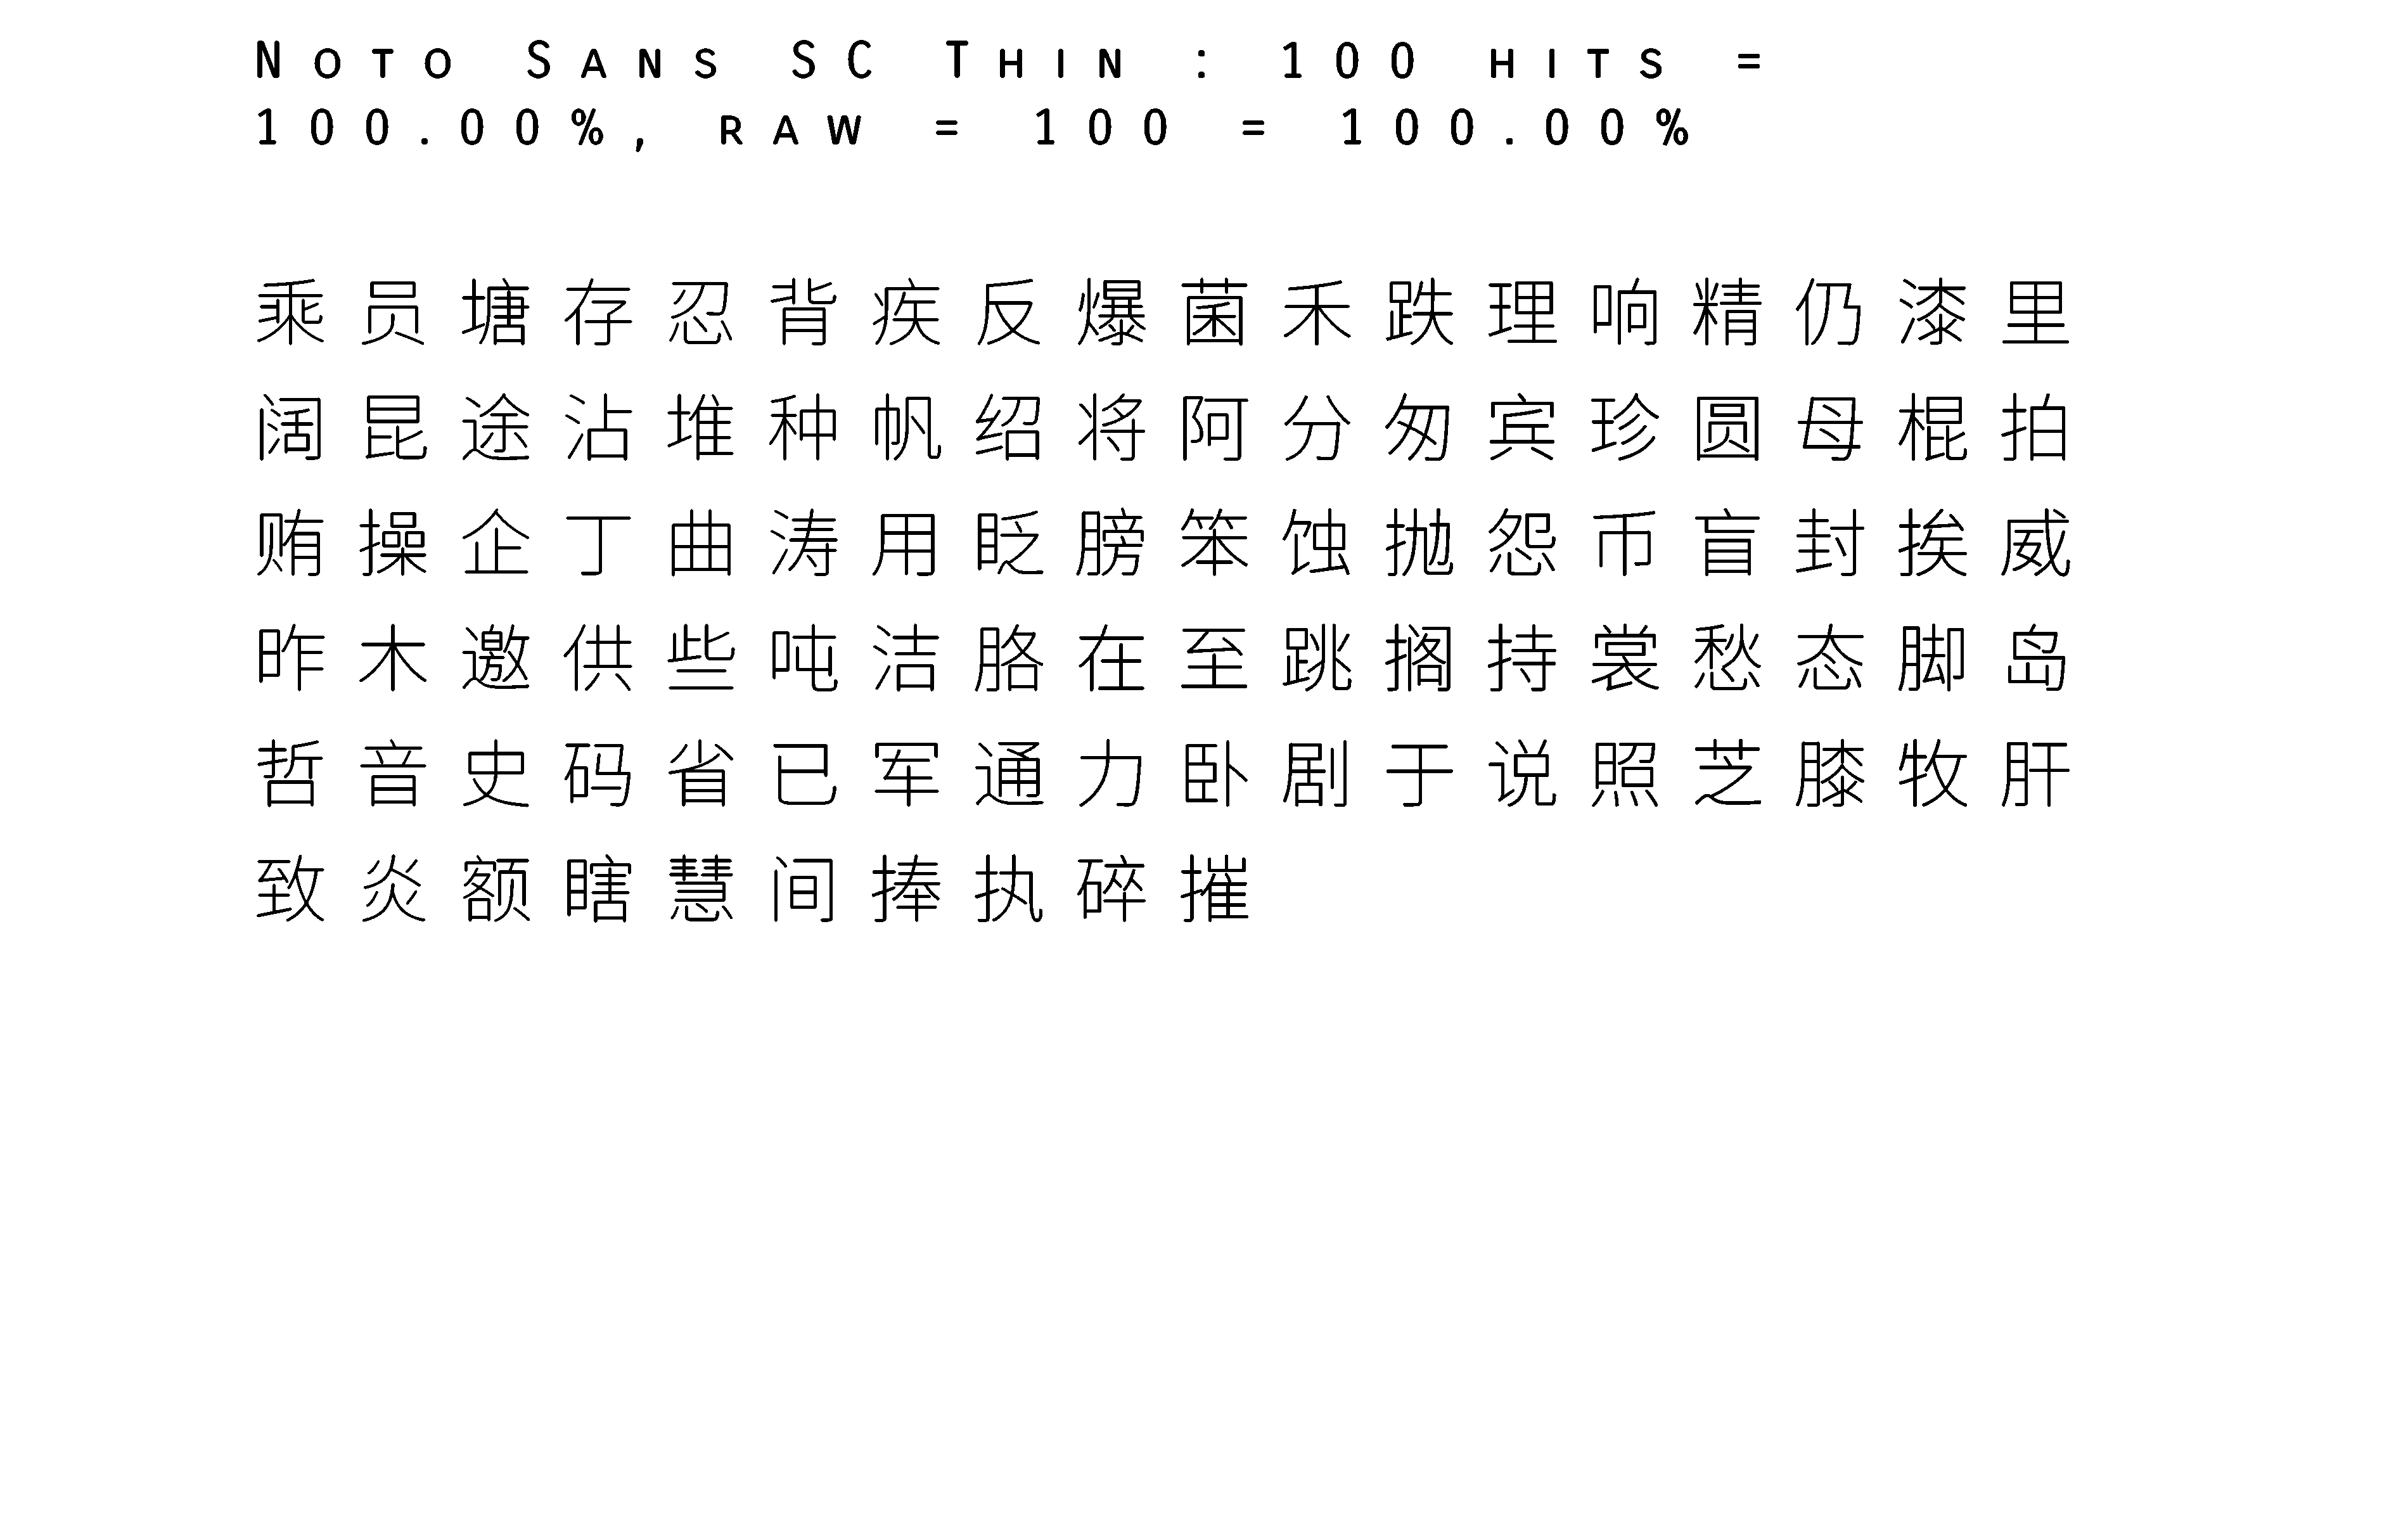 Noto Sans SC Thin : 100 hits =
100.00%, raw = 100 = 100.00%
乘员塘存忍背疾反爆菌禾跌理响精仍漆里
阔昆途沾堆种帆绍将阿分匆宾珍圆母棍拍
贿操企丁曲涛用眨膀笨蚀抛怨币盲封挨威
昨木邀供些吨洁胳在至跳搁持裳愁态脚岛
哲音史码省已军通力卧剧于说照芝膝牧肝
致炎额瞎慧间捧执碎摧